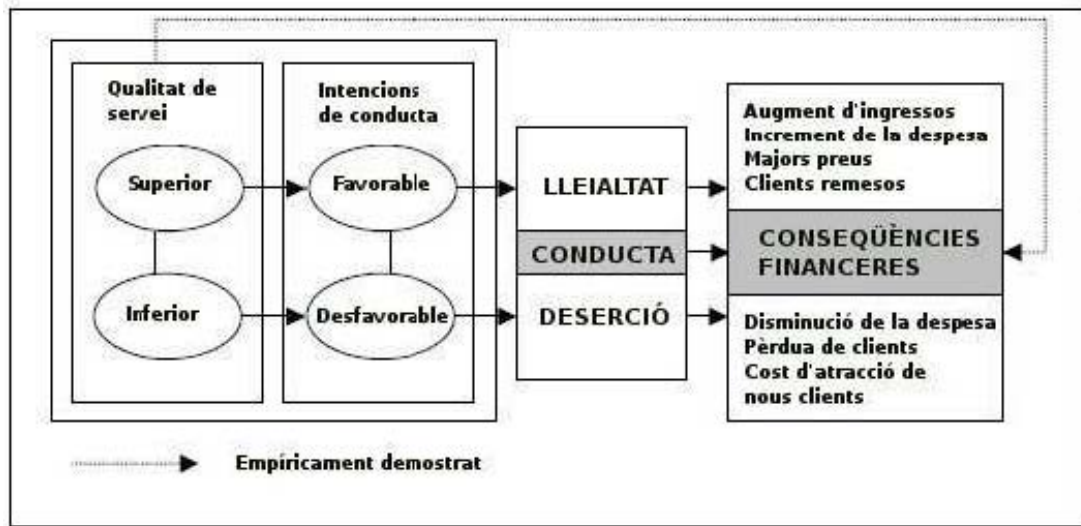 Qualitat de
servei
Superior
Inferior
Intencions
de conducta
Favorable
Desfavorable
LLEIALTAT
CONDUCTA
DESERCIÓ
Augment d'ingressos
Increment de la despesa
Majors preus
Clients remesos
CONSEQÜÈNCIES
FINANCERES
Disminució de la despesa
Pèrdua de clients
Cost d'atracció de
nous clients
Empíricament demostrat